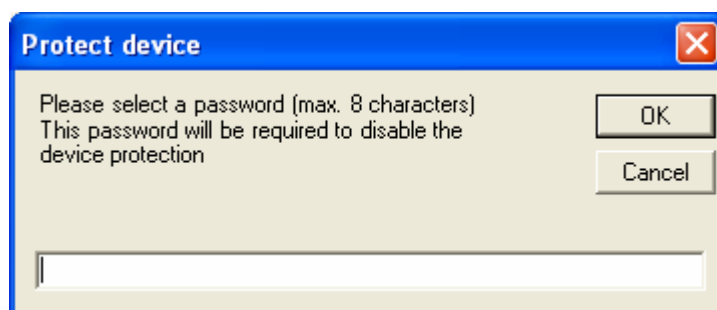 Protect device
Please select a password (max. 8 characters)
This password will be required to disable the
device protection
OK
Cancel